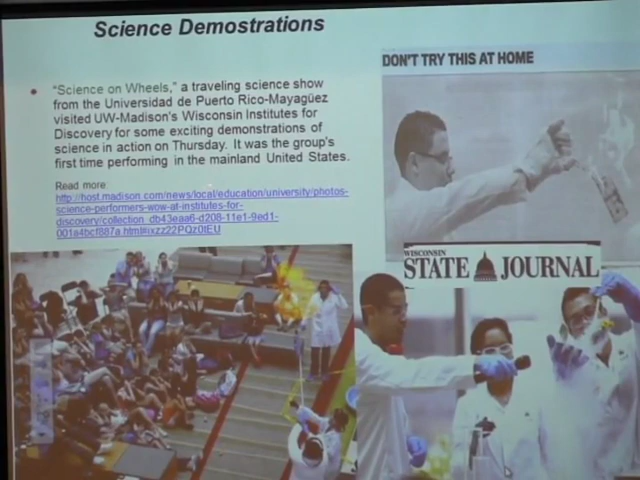 Science Demostrations
• "Science on Wheels," a traveling science show
from the Universidad de Puerto Rico-Mayagüez
visited UW-Madison's Wisconsin Institutes for
Discovery for some exciting demonstrations of
science in action on Thursday. It was the group's
first time performing in the mainland United States.
Read more:
http://host.madison.com/news/local/education/university/photos-
science-performers-wow-at-institutes-for-
discovery/collection_db43eaa6-d208-11e1-9ed1-
001a4bcf887a.html#ixzz22PQz0tEU
DON'T TRY THIS AT HOME
WISCONSIN
STATE JOURNAL